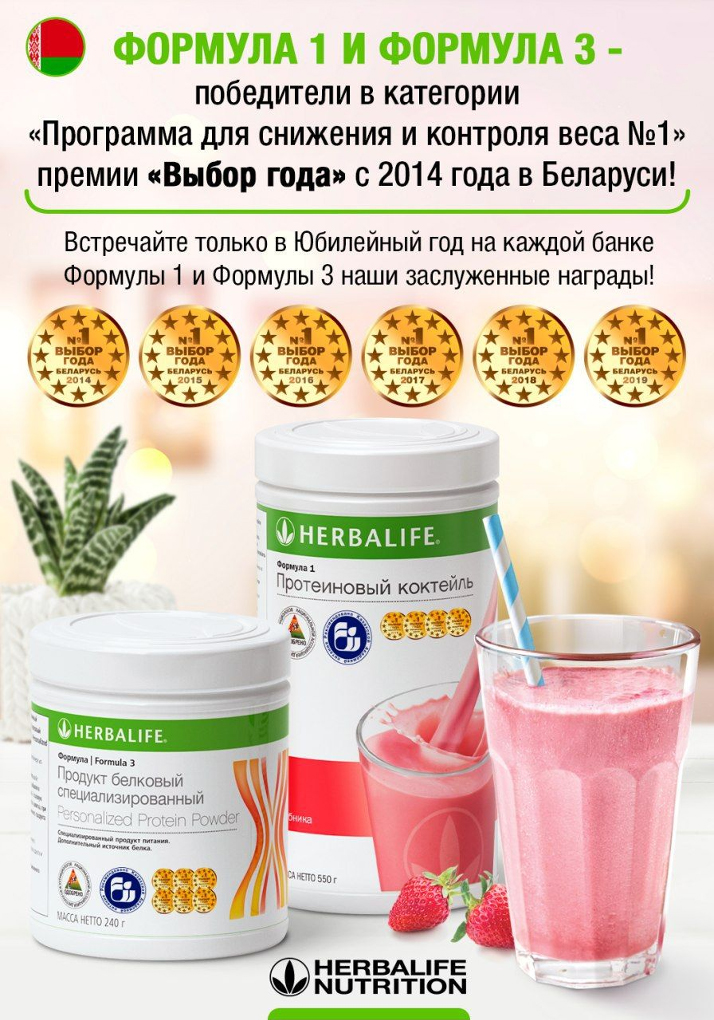 ФОРМУЛА 1 И ФОРМУЛА 3 -
победители в категории
«Программа для снижения и контроля веса №1»
премии «Выбор года» с 2014 года в Беларуси!
Встречайте только в Юбилейный год на каждой банке
Формулы 1 и Формулы 3 наши заслуженные награды!
№1
ВЫБОР
ГОДА
БЕЛАРУСЬ
2014
№1
ВЫБОР
ГОДА
БЕЛАРУСЬ
2015
№1
ВЫБОР
ГОДА
БЕЛАРУСЬ
2016
№1
ВЫБОР
ГОДА
БЕЛАРУСЬ
2017
№1
ВЫБОР
ГОДА
БЕЛАРУСЬ
2018
№1
ВЫБОР
ГОДА
БЕЛАРУСЬ
2019
HERBALIFE
Формула 1
Протеиновый коктейль
бника
СА НЕТТО 550 г
HERBALIFE
Формула | Formula 3
Продукт белковый
специализированный
Personalized Protein Powder
Специализированный продукт питания.
Дополнительный источник белка.
ОДОБРЕНО
МАССА НЕТТО 240 г
HERBALIFE
NUTRITION